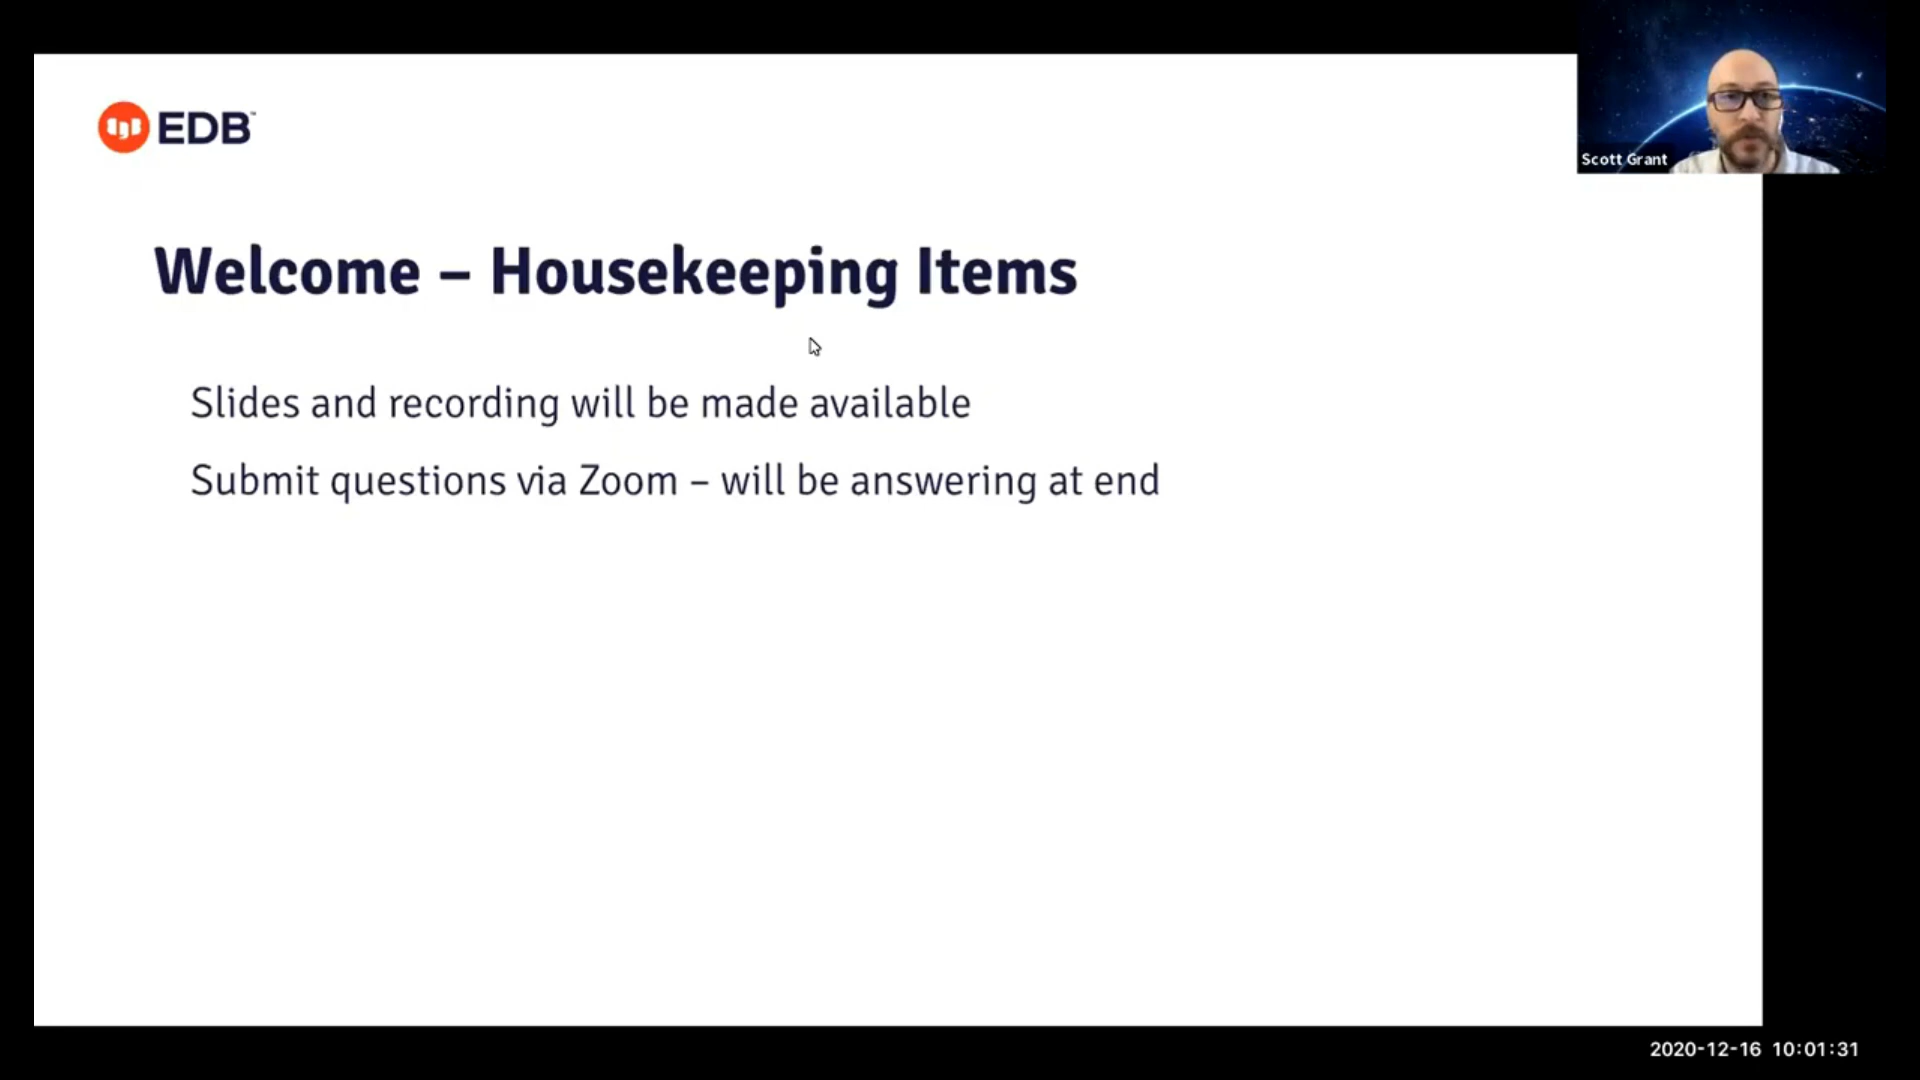 EDB™
Scott Grant
Welcome – Housekeeping Items
Slides and recording will be made available
Submit questions via Zoom – will be answering at end
2020-12-16 10:01:31